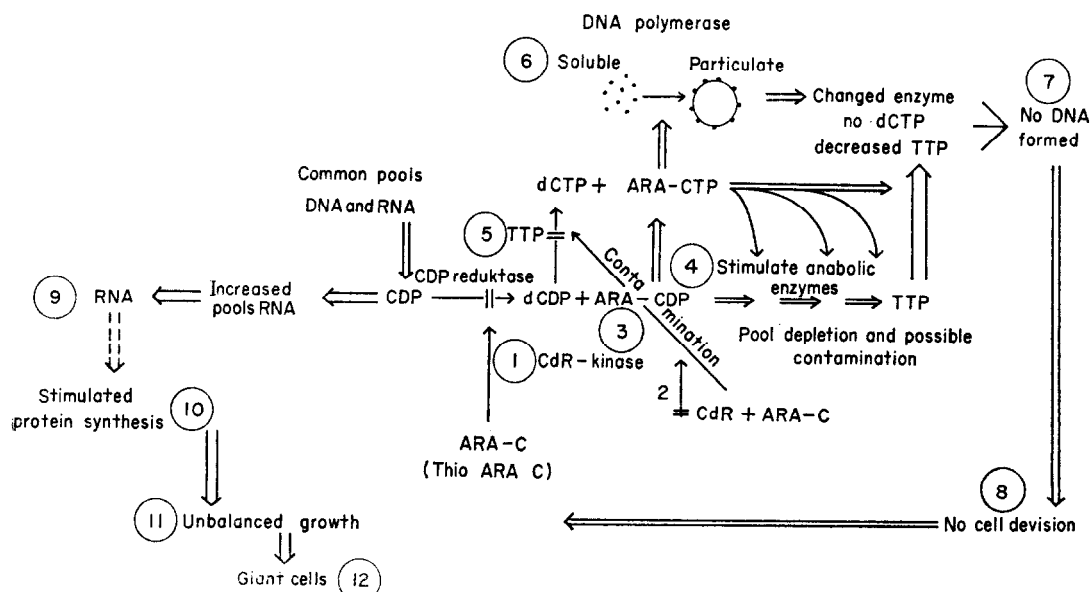 DNA polymerase
6 Soluble
Particulate
7
Changed enzyme
no dCTP
decreased TTP
No DNA
formed
Common pools
DNA and RNA
dCTP + ARA-CTP
5 TTP
Contamination
4 Stimulate anabolic
enzymes
CDP reduktase
9 RNA
Increased
pools RNA
CDP
dCDP + ARA-CDP
TTP
3
Pool depletion and possible
contamination
1 CdR-kinase
2
CdR + ARA-C
Stimulated
protein synthesis 10
ARA-C
(Thio ARA C)
8
11 Unbalanced growth
No cell devision
Giant cells 12